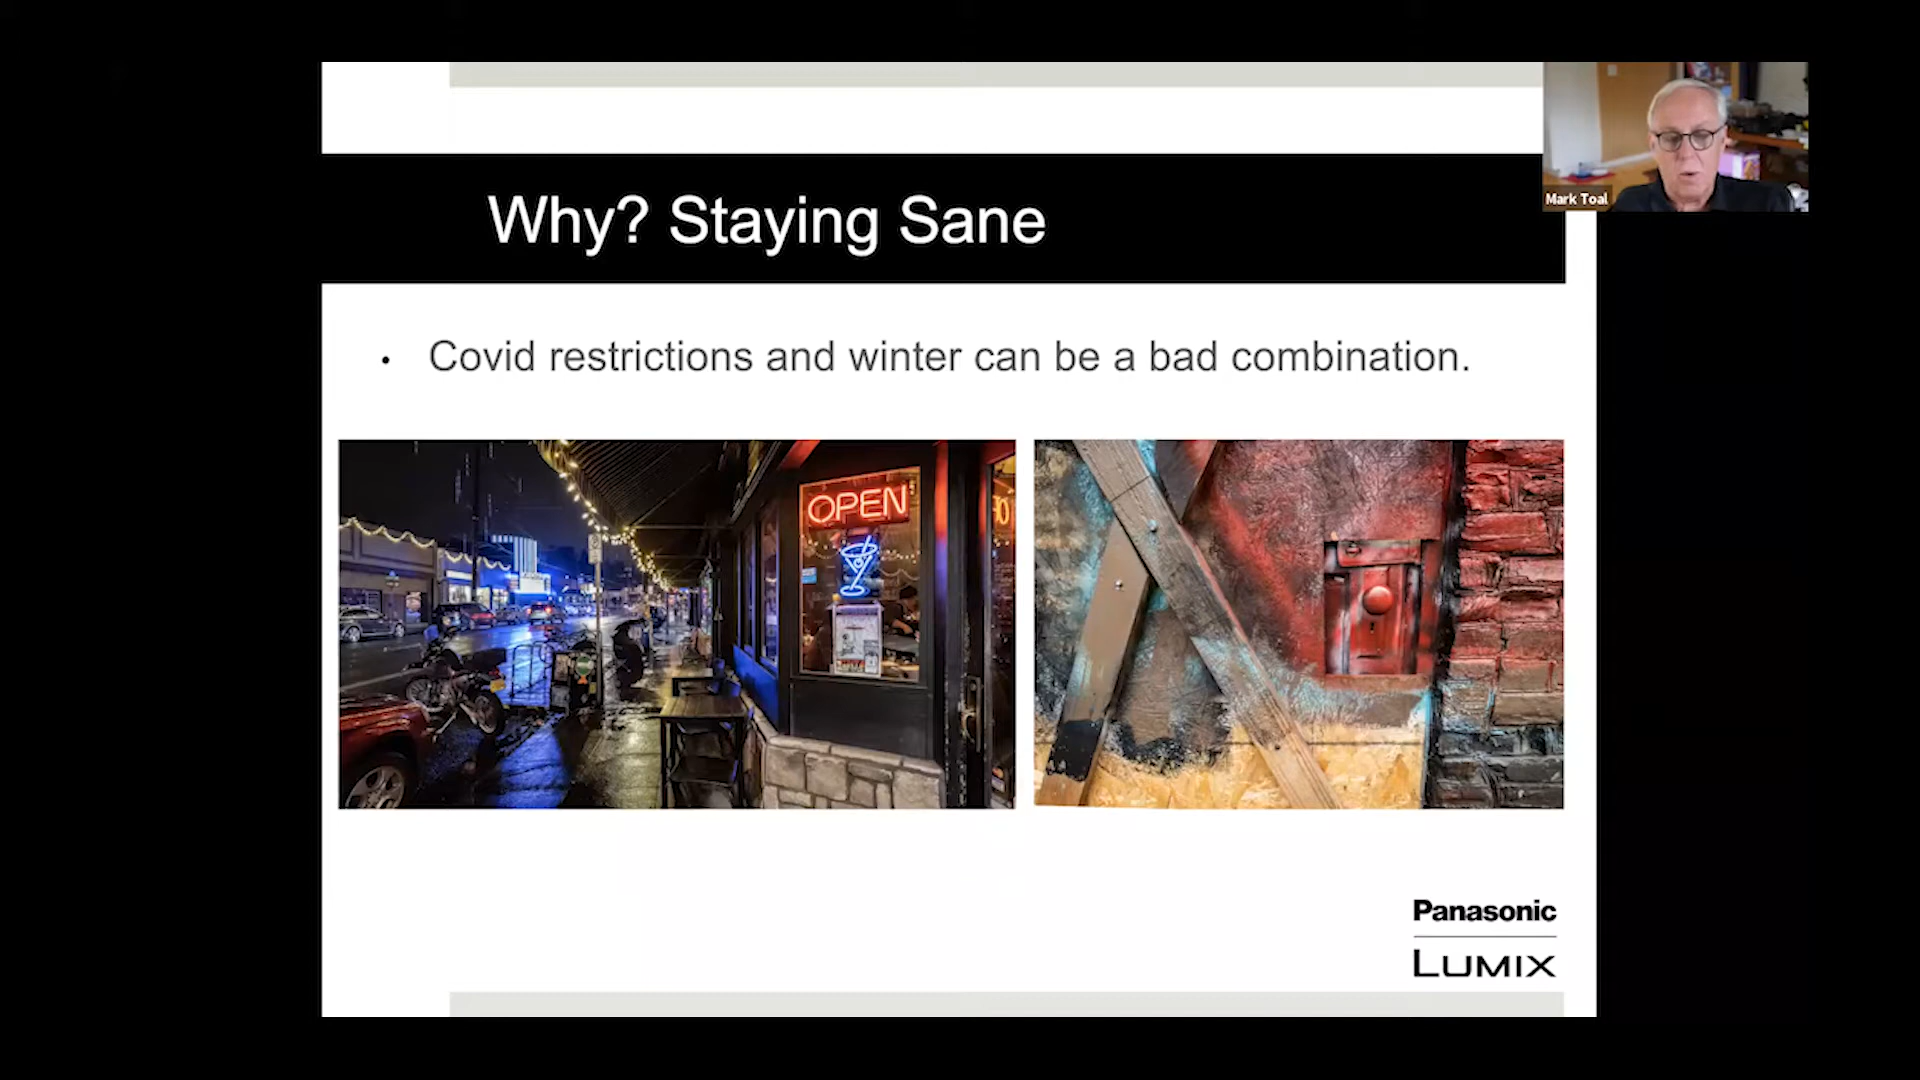 Mark Toal
Why? Staying Sane
• Covid restrictions and winter can be a bad combination.
OPEN
Panasonic
LUMIX